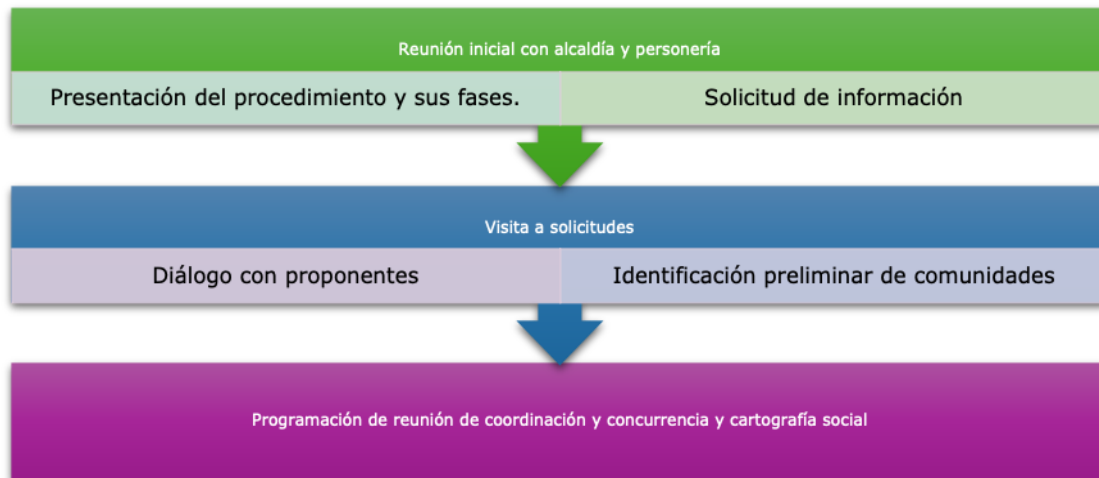 Reunión inicial con alcaldía y personería
Presentación del procedimiento y sus fases.
Solicitud de información
Visita a solicitudes
Diálogo con proponentes
Identificación preliminar de comunidades
Programación de reunión de coordinación y concurrencia y cartografía social